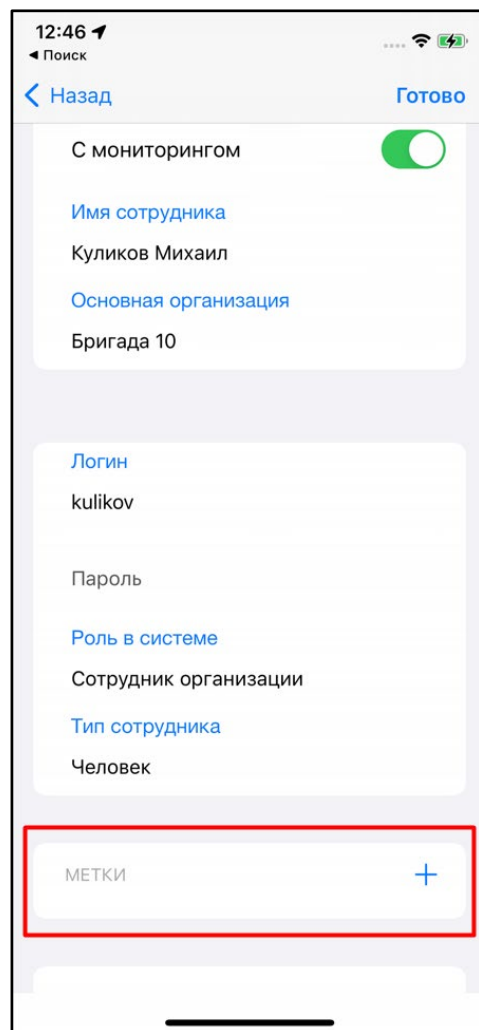 12:46
Поиск
Назад Готово
С мониторингом
Имя сотрудника
Куликов Михаил
Основная организация
Бригада 10
Логин
kulikov
Пароль
Роль в системе
Сотрудник организации
Тип сотрудника
Человек
МЕТКИ